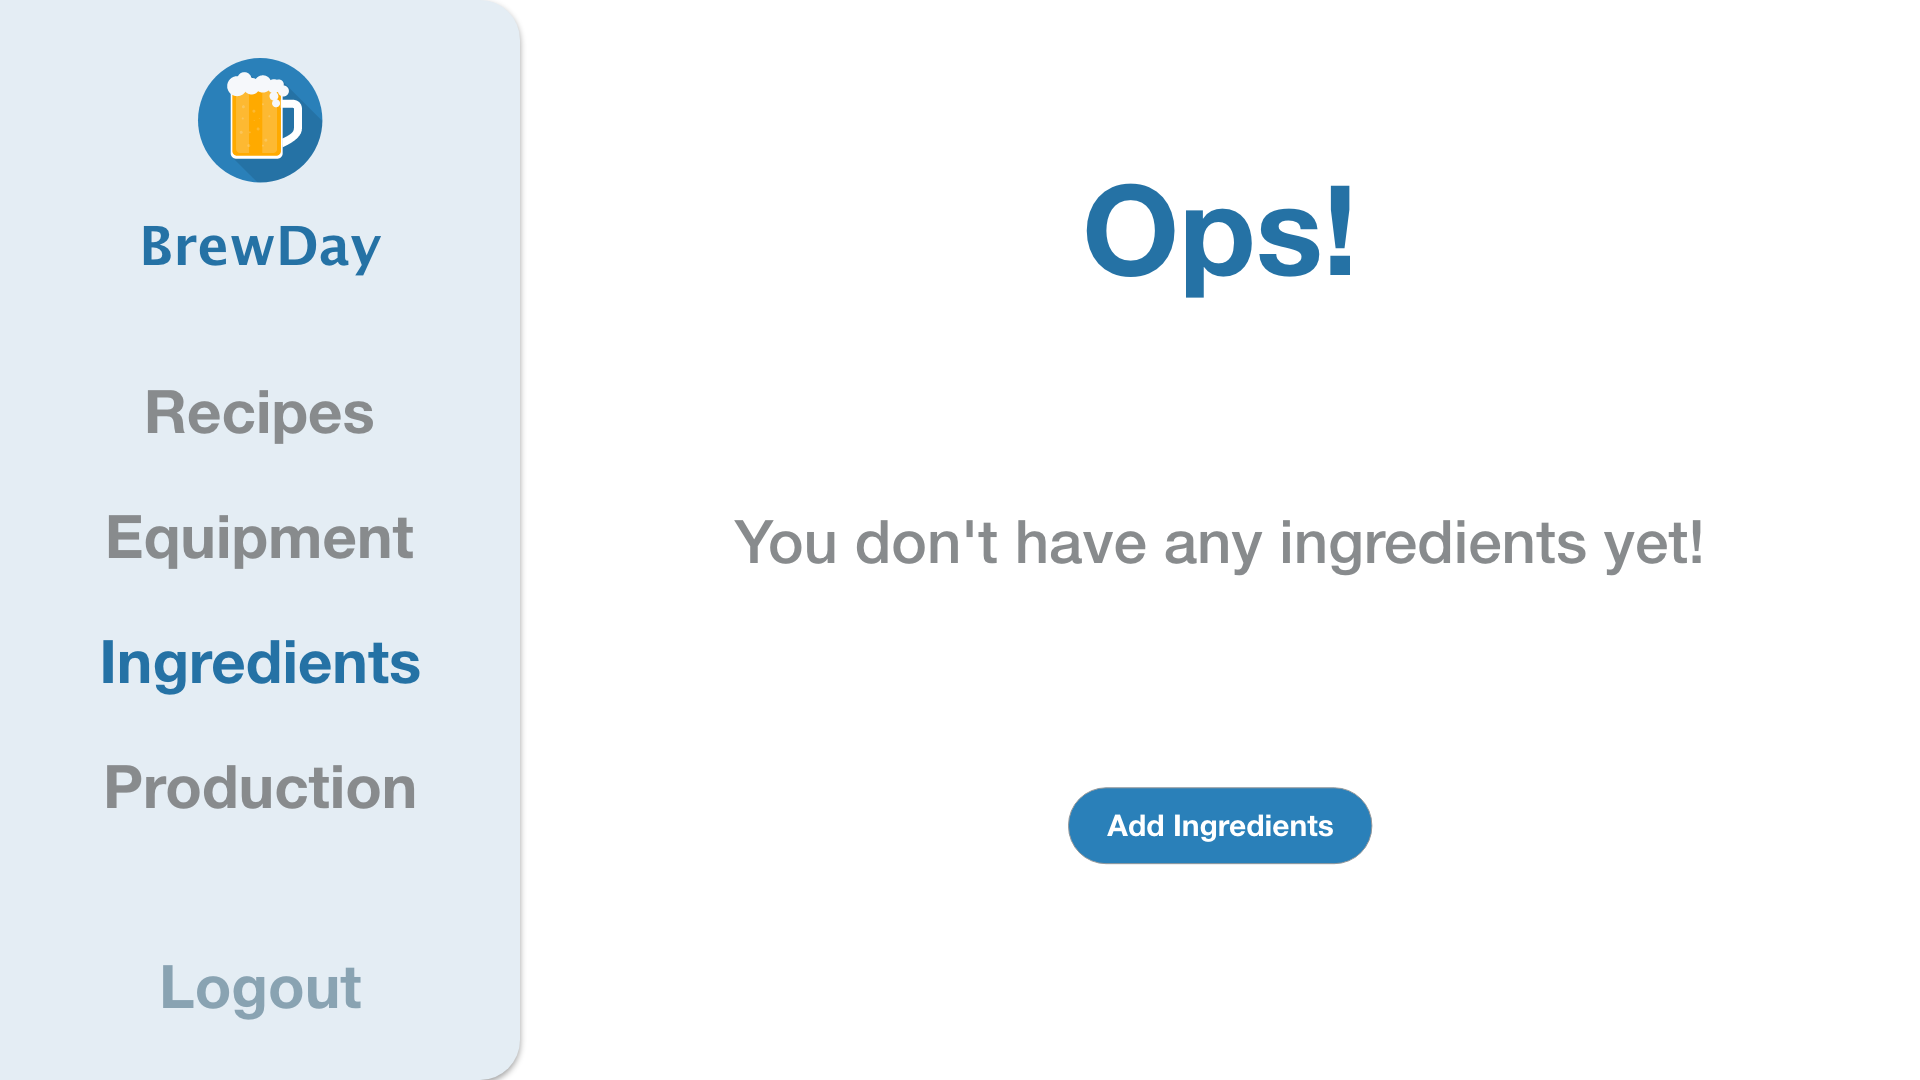 BrewDay
Recipes
Equipment
Ingredients
Production
Logout
Ops!
You don't have any ingredients yet!
Add Ingredients